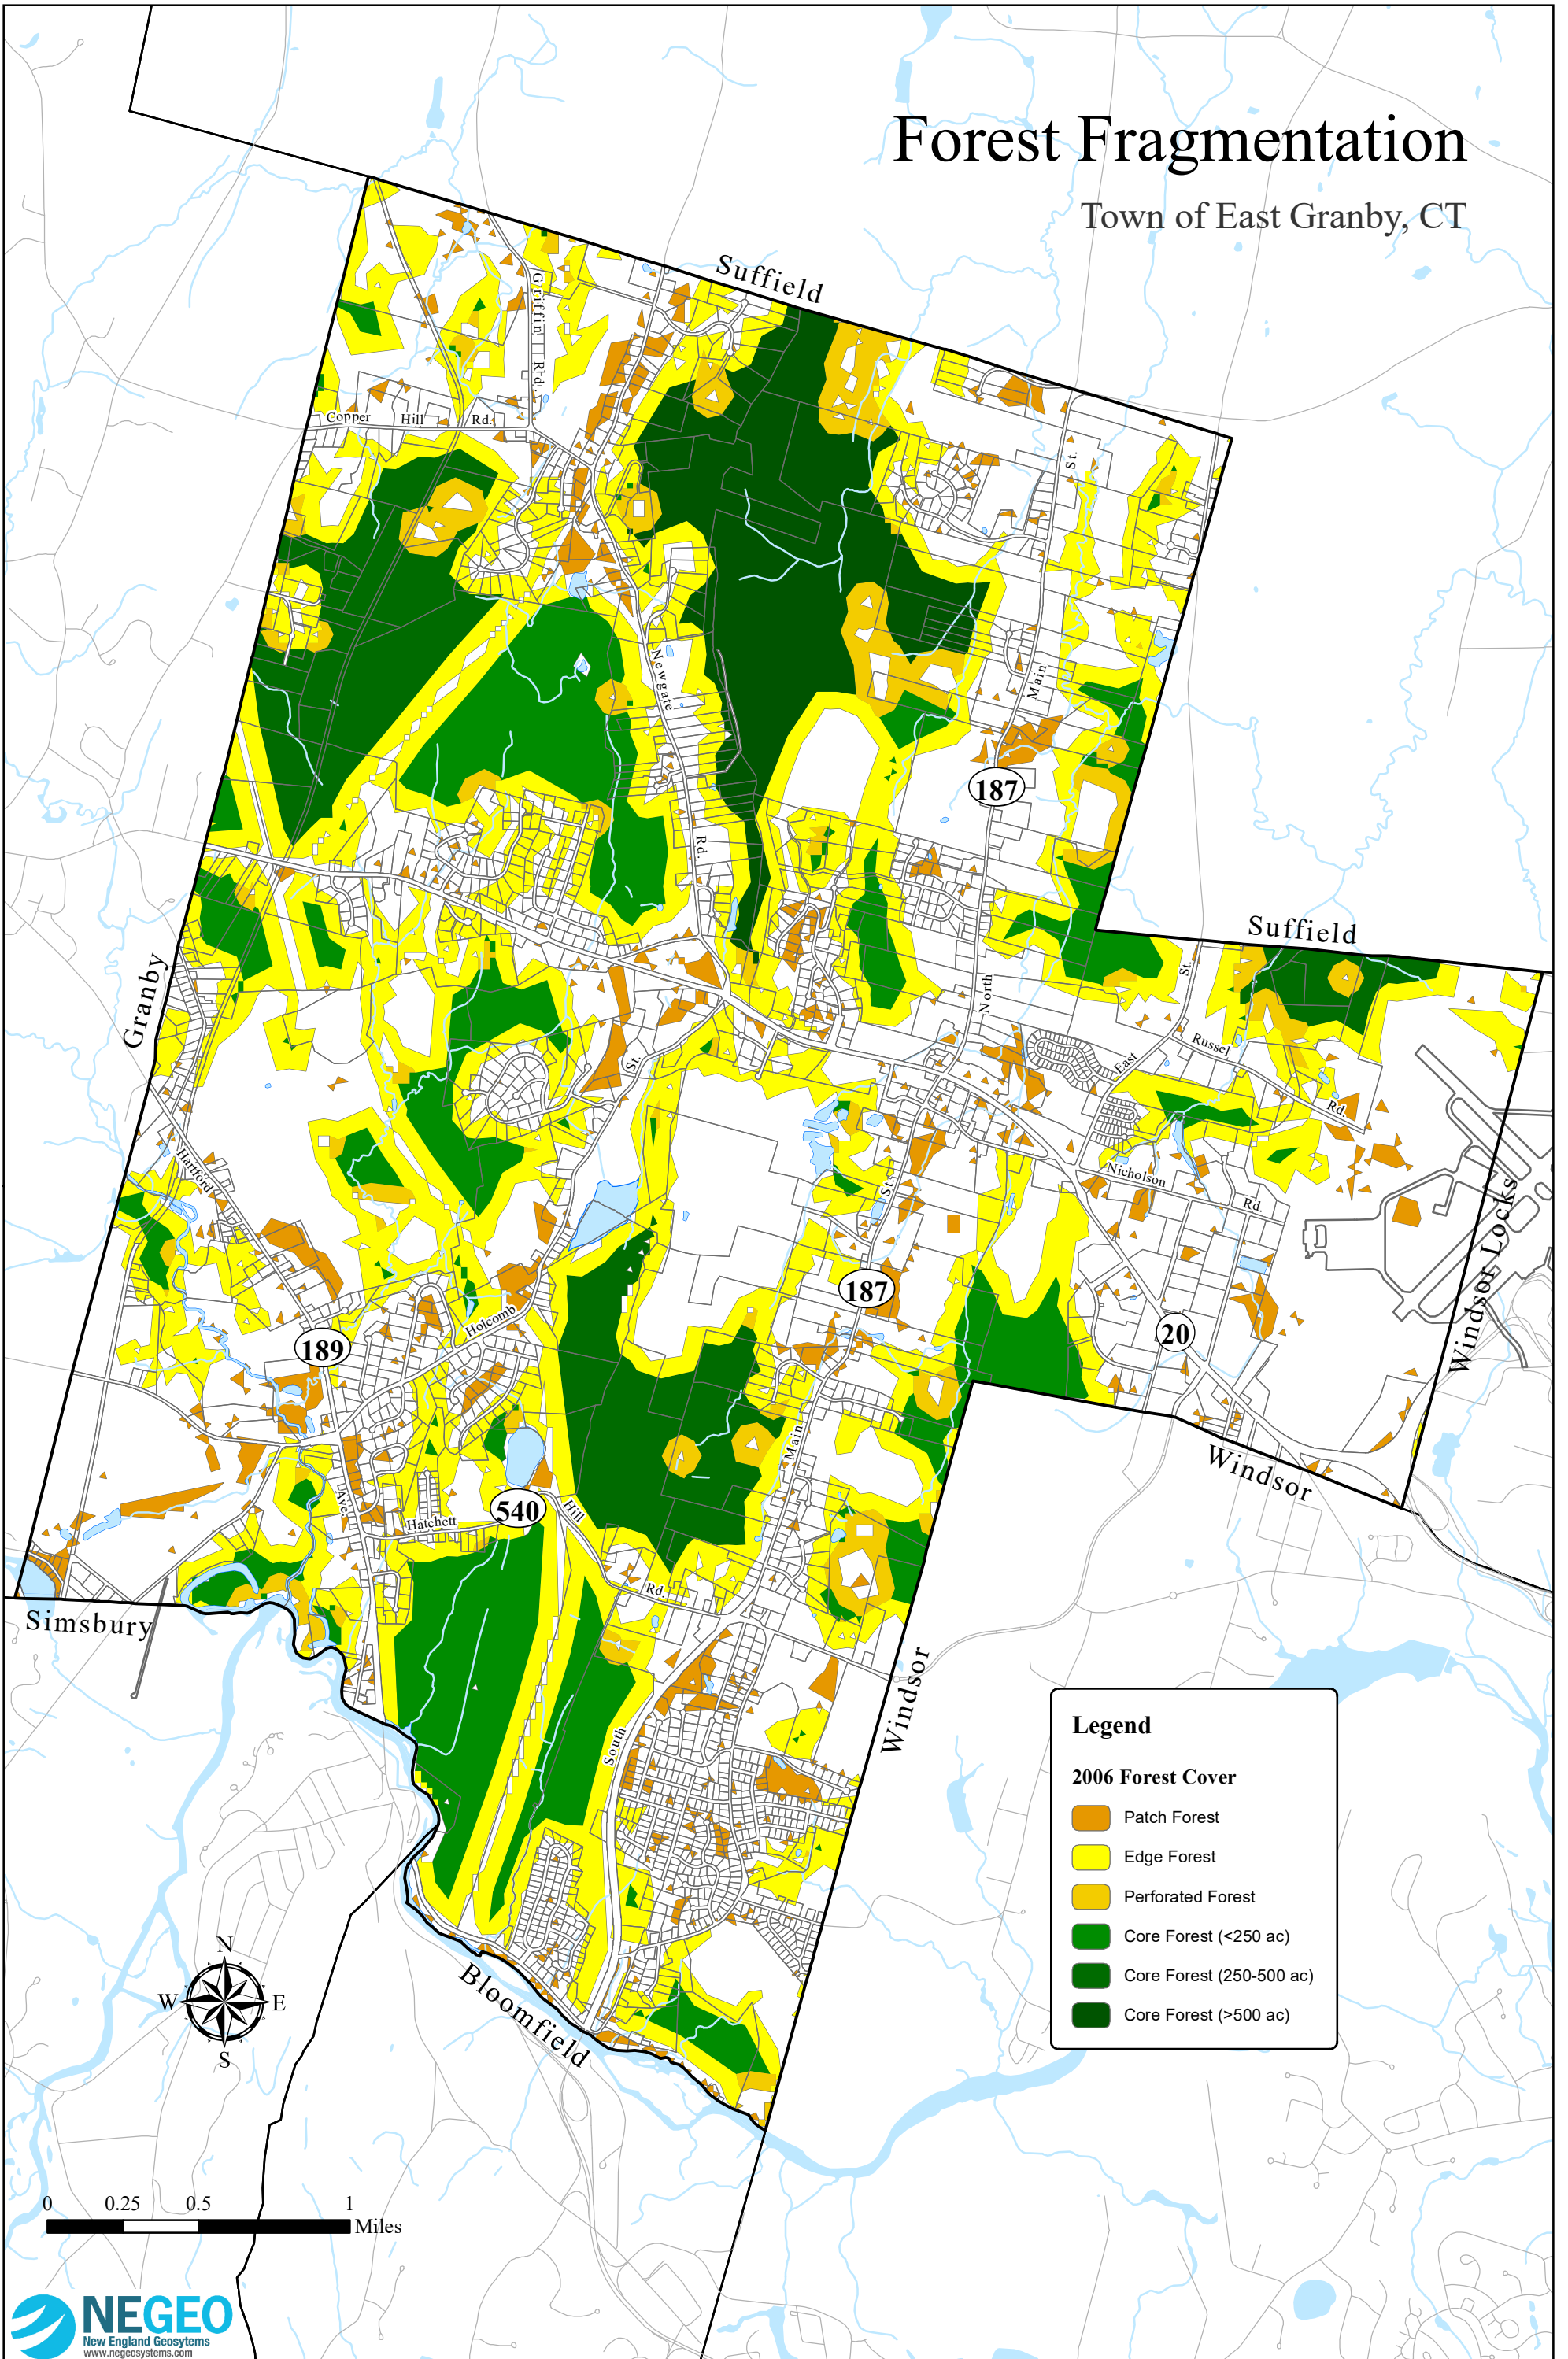 Forest Fragmentation
Town of East Granby, CT
Suffield
Griffin Rd.
Copper Hill Rd.
St.
Newgate
Main
187
Rd.
Suffield
Granby
North
St.
St.
East
Russel
Rd.
Hartford
Nicholson
Rd.
St.
Windsor Locks
187
Holcomb
20
189
Main
Windsor
Ave.
540
Hill
Hatchett
Rd.
Simsbury
Windsor
South
Legend
2006 Forest Cover
Patch Forest
Edge Forest
Perforated Forest
Core Forest (<250 ac)
Core Forest (250-500 ac)
Core Forest (>500 ac)
N
W E
S
Bloomfield
0 0.25 0.5 1
Miles
NEGEO
New England Geosytems
www.negeosystems.com